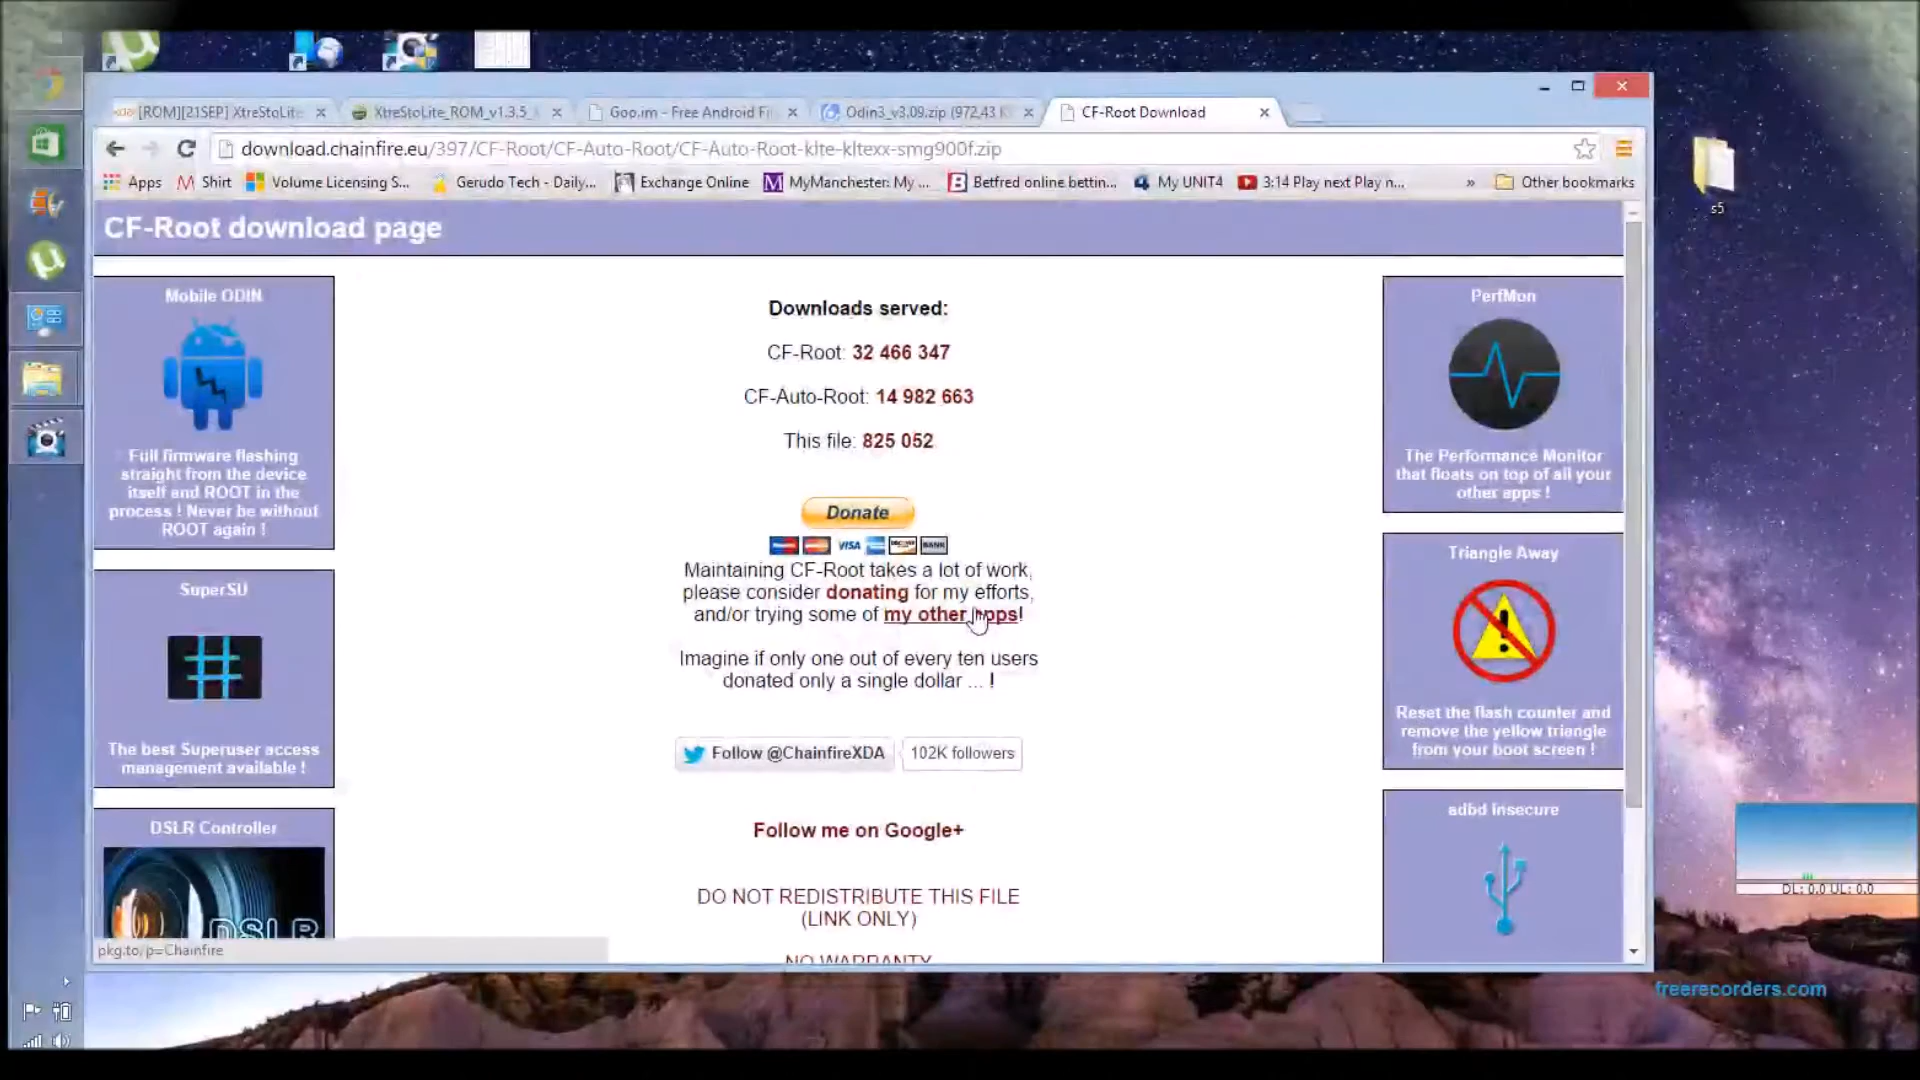 [ROM][21SEP] XtreStoLite
XtreStoLite_ROM_v1.3.5_
Goo.im - Free Android Fi
Odin3_v3.09.zip (972,43 K
CF-Root Download
download.chainfire.eu/397/CF-Root/CF-Auto-Root/CF-Auto-Root-klte-kltexx-smg900f.zip
Apps
Shirt
Volume Licensing S...
Gerudo Tech - Daily...
Exchange Online
MyManchester: My ...
Betfred online bettin...
My UNIT4
3:14 Play next Play n...
»
Other bookmarks
s5
CF-Root download page
Mobile ODIN
Full firmware flashing
straight from the device
itself and ROOT in the
process ! Never be without
ROOT again !
SuperSU
The best Superuser access
management available !
DSLR Controller
DSLR
Downloads served:
CF-Root: 32 466 347
CF-Auto-Root: 14 982 663
This file: 825 052
Donate
VISA
BANK
Maintaining CF-Root takes a lot of work,
please consider donating for my efforts,
and/or trying some of my other apps!
Imagine if only one out of every ten users
donated only a single dollar ... !
Follow @ChainfireXDA
102K followers
Follow me on Google+
DO NOT REDISTRIBUTE THIS FILE
(LINK ONLY)
NO WARRANTY
PerfMon
The Performance Monitor
that floats on top of all your
other apps !
Triangle Away
Reset the flash counter and
remove the yellow triangle
from your boot screen !
adbd Insecure
pkg.to/p=Chainfire
DL: 0.0 UL: 0.0
freerecorders.com